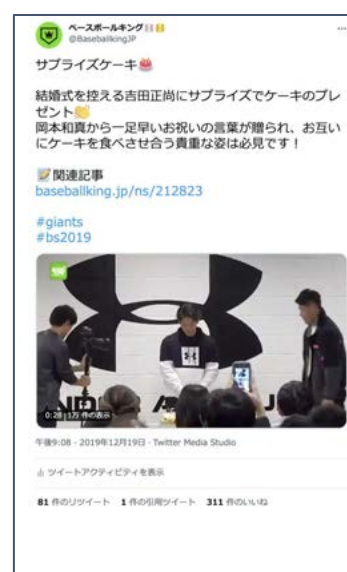 ベースボールキング
@BaseballkingJP
サプライズケーキ
結婚式を控える吉田正尚にサプライズでケーキのプレ
ゼント
岡本和真から一足早いお祝いの言葉が贈られ、お互い
にケーキを食べさせ合う貴重な姿は必見です！
関連記事
baseballking.jp/ns/212823
#giants
#bs2019
0:28 1万 件の表示
午後9:08 · 2019年12月19日 · Twitter Media Studio
ツイートアクティビティを表示
81 件のリツイート 1 件の引用ツイート 311 件のいいね